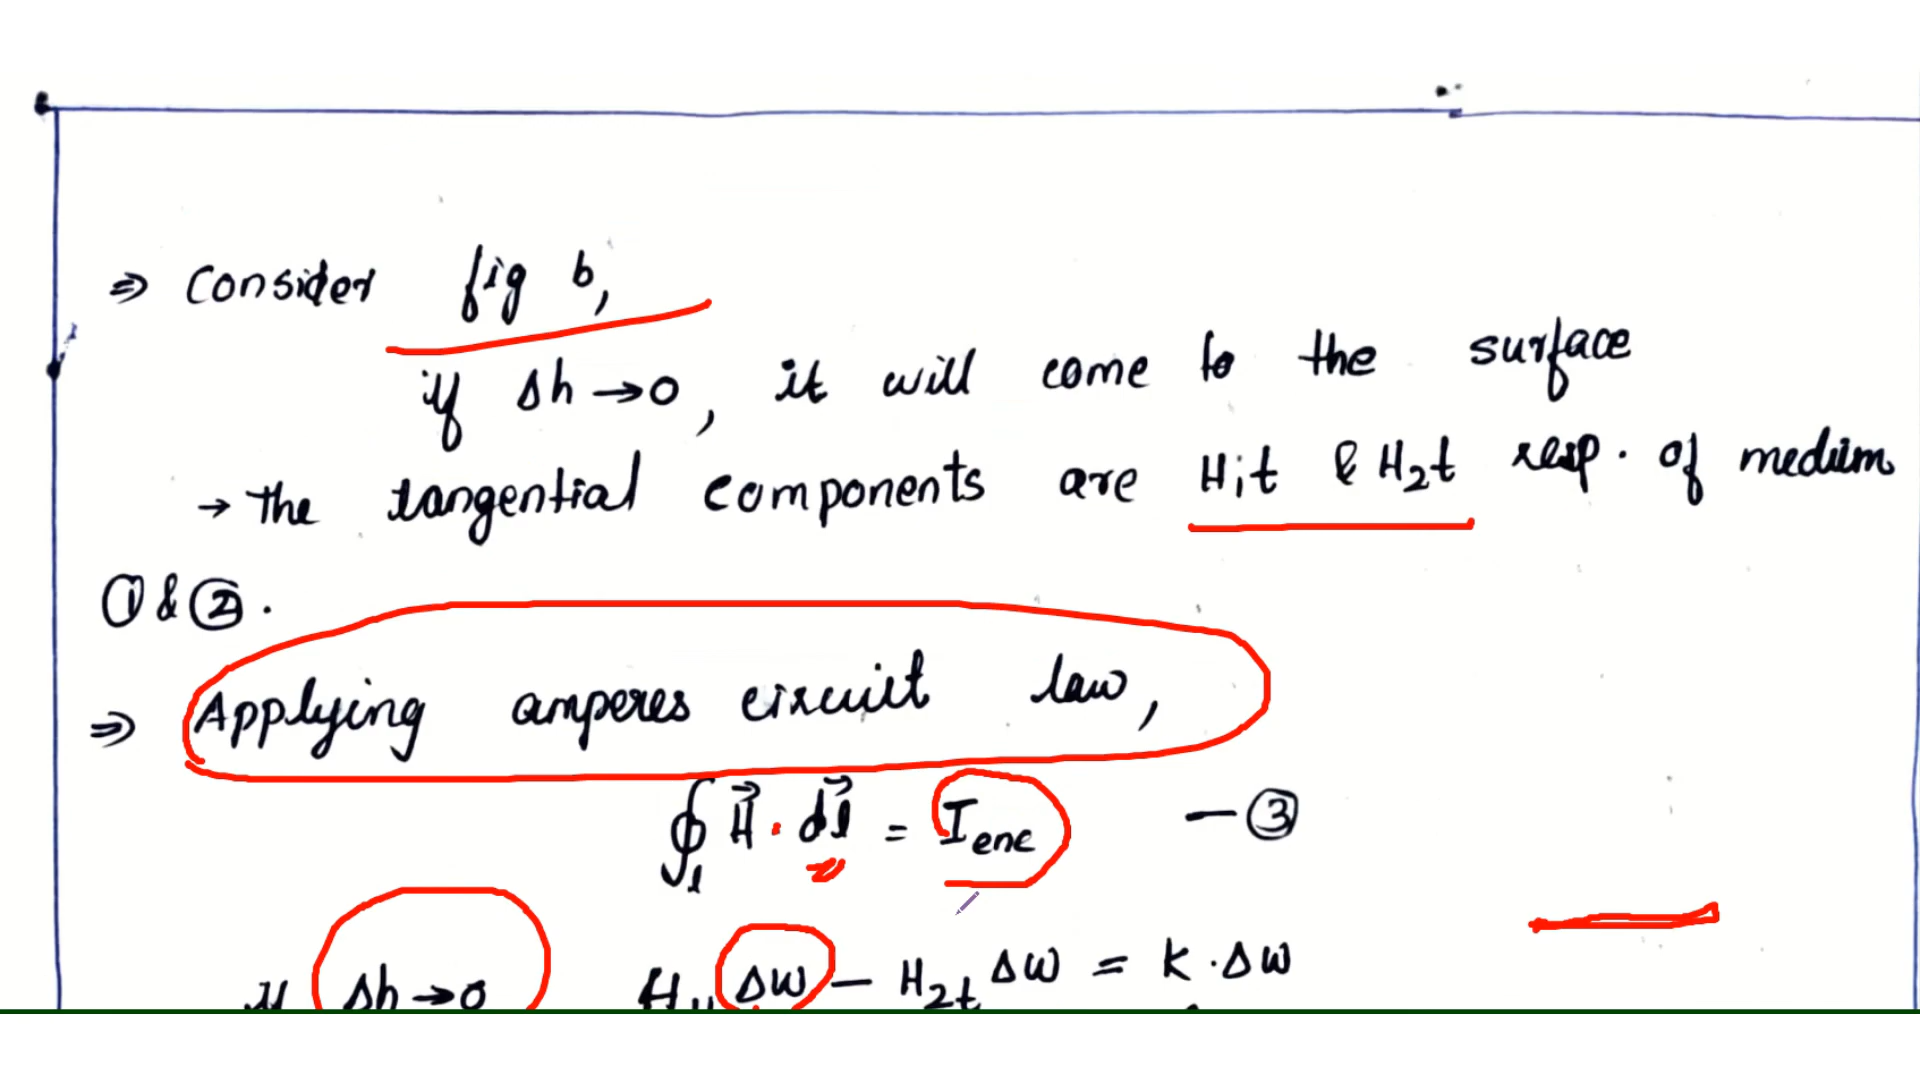 ⇒ Consider fig b,
if Δh→0, it will come to the surface
→ The tangential components are H1t & H2t resp. of medium
① & ②.
⇒ Applying amperes circuit law,
∮l H⃗ · dl⃗ = Ienc — ③
if Δh→0 H1t Δw — H2t Δw = K · Δw